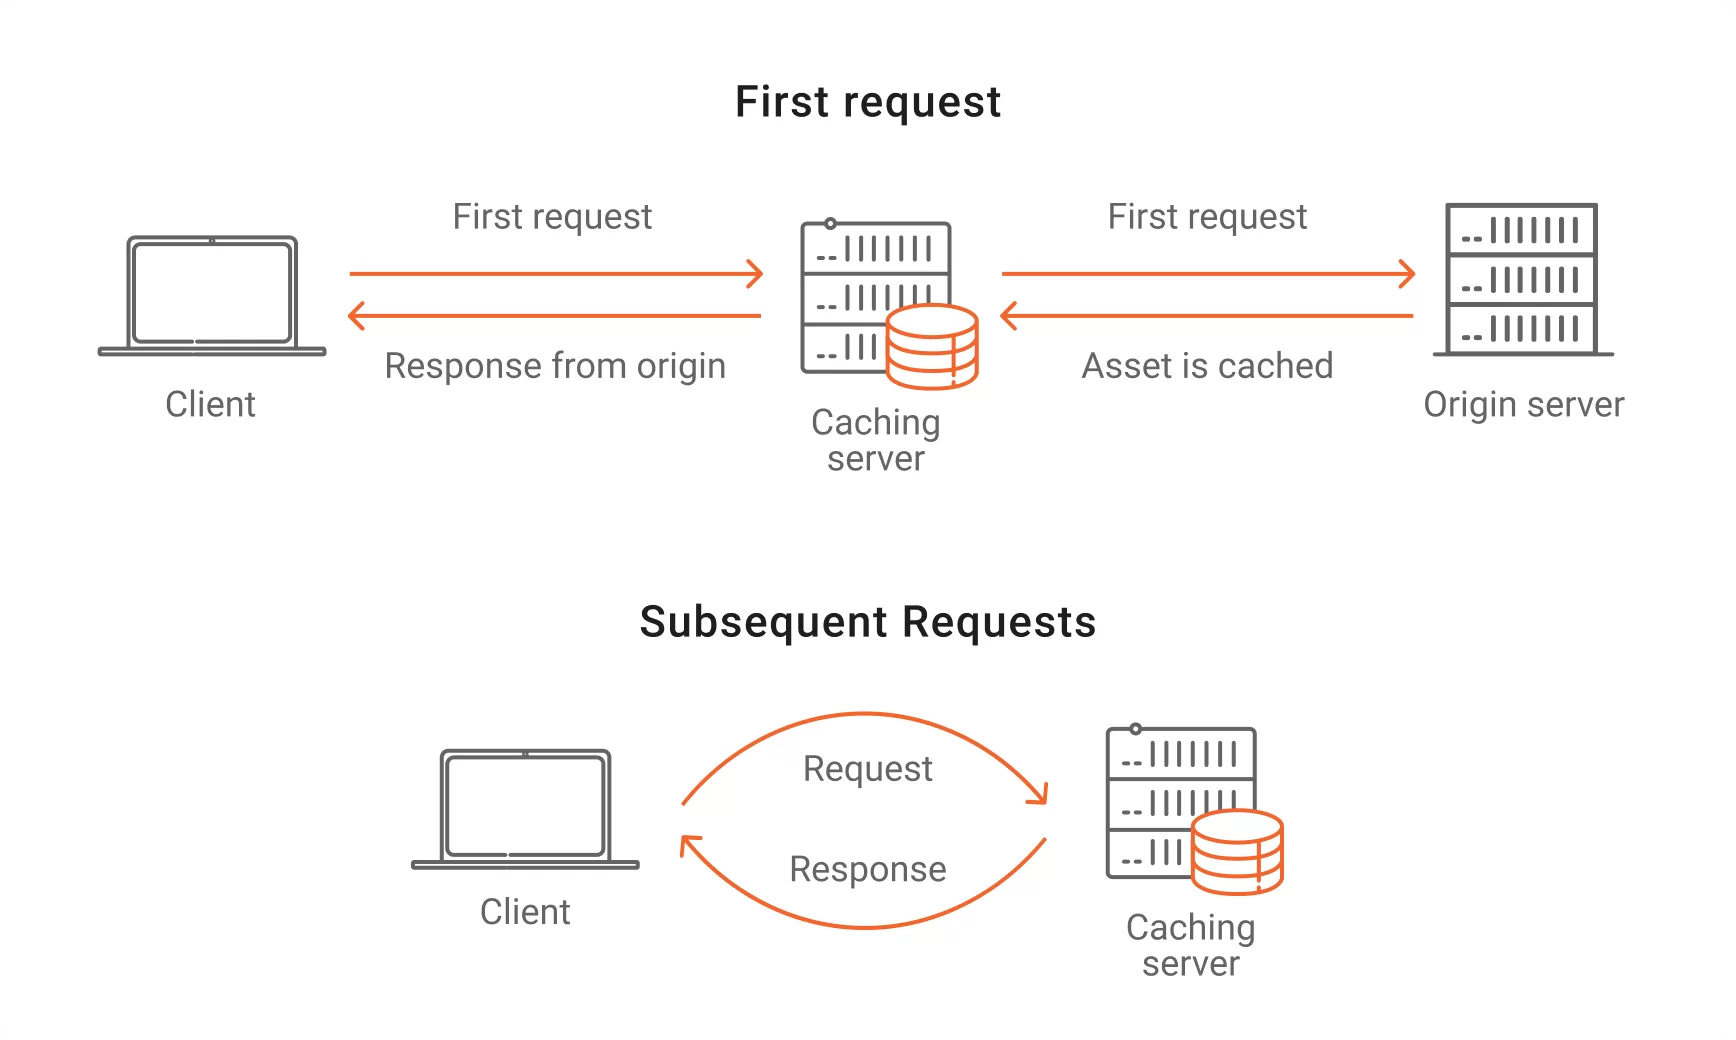 First request
First request
First request
Response from origin
Asset is cached
Client
Caching
server
Origin server
Subsequent Requests
Request
Response
Client
Caching
server